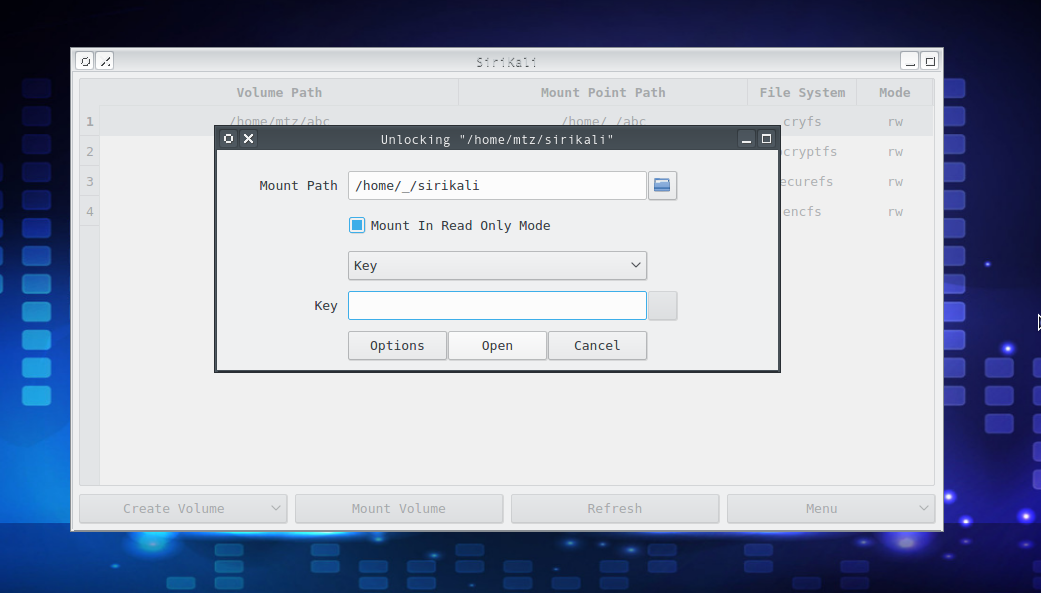 SiriKali
Volume Path Mount Point Path File System Mode
1 /home/mtz/abc /home/_/abc cryfs rw
Unlocking "/home/mtz/sirikali"
2 rw
3 rw
4 encfs rw
Mount Path /home/_/sirikali
Mount In Read Only Mode
Key
Key
Options Open Cancel
Create Volume Mount Volume Refresh Menu